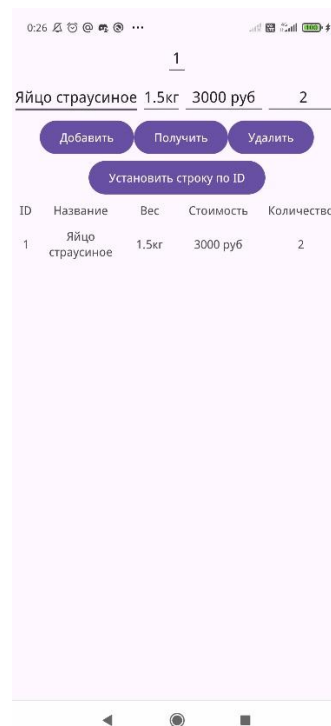 0:26 @ ... 100
1
Яйцо страусиное 1.5кг 3000 руб 2
Добавить Получить Удалить
Установить строку по ID
ID Название Вес Стоимость Количество
1 Яйцо страусиное 1.5кг 3000 руб 2